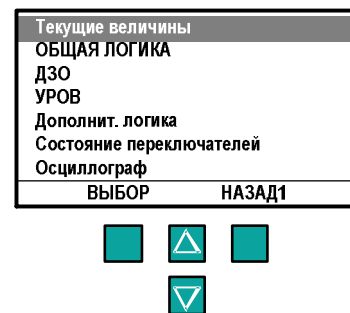 Текущие величины
ОБЩАЯ ЛОГИКА
ДЗО
УРОВ
Дополнит. логика
Состояние переключателей
Осциллограф
ВЫБОР НАЗАД1